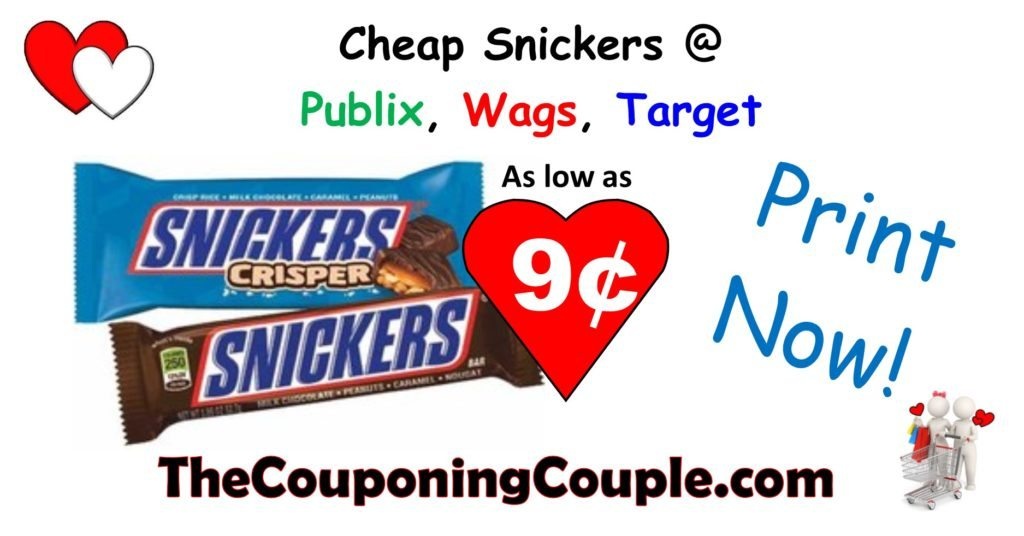 Cheap Snickers @
Publix, Wags, Target
As low as
9¢
Print
Now!
CRISP RICE • MILK CHOCOLATE • CARAMEL • PEANUTS
SNICKERS
CRISPER
250
SNICKERS
BAR
MILK CHOCOLATE • PEANUTS • CARAMEL • NOUGAT
TheCouponingCouple.com